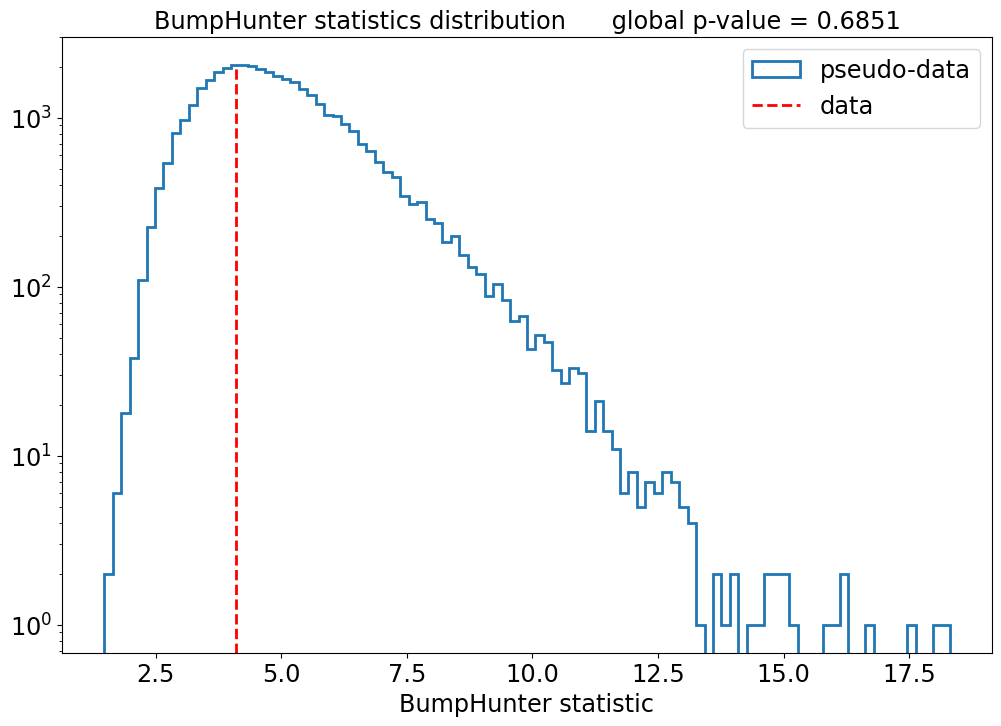 BumpHunter statistics distribution      global p-value = 0.6851
pseudo-data
data
10³
10²
10¹
10⁰
2.5 5.0 7.5 10.0 12.5 15.0 17.5
BumpHunter statistic